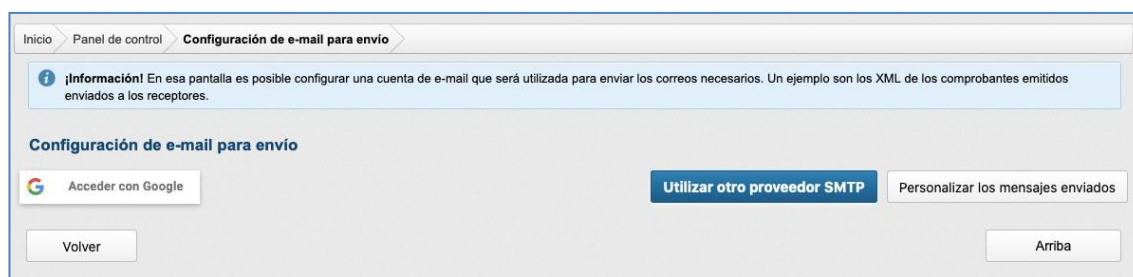 Inicio Panel de control Configuración de e-mail para envío
¡Información! En esa pantalla es posible configurar una cuenta de e-mail que será utilizada para enviar los correos necesarios. Un ejemplo son los XML de los comprobantes emitidos
enviados a los receptores.
Configuración de e-mail para envío
Acceder con Google Utilizar otro proveedor SMTP Personalizar los mensajes enviados
Volver Arriba